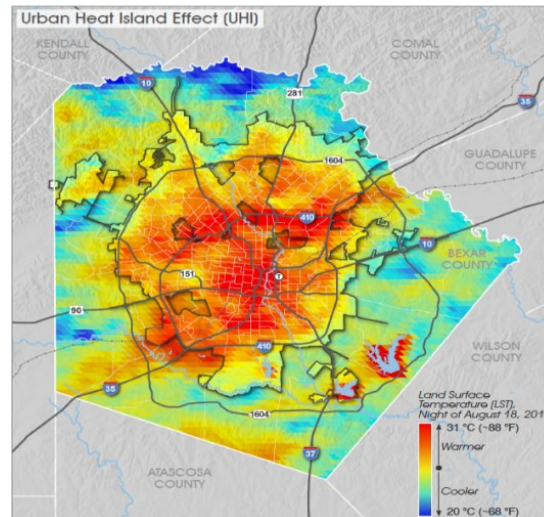 Urban Heat Island Effect (UHI)
KENDALL
COUNTY
COMAL
COUNTY
10
281
35
GUADALUPE
COUNTY
1604
410
10
BEXAR
COUNTY
151
90
WILSON
COUNTY
410
35
1604
37
ATASCOSA
COUNTY
Land Surface
Temperature (LST),
Night of August 18, 201
31 °C (~88 °F)
Warmer
Cooler
20 °C (~68 °F)